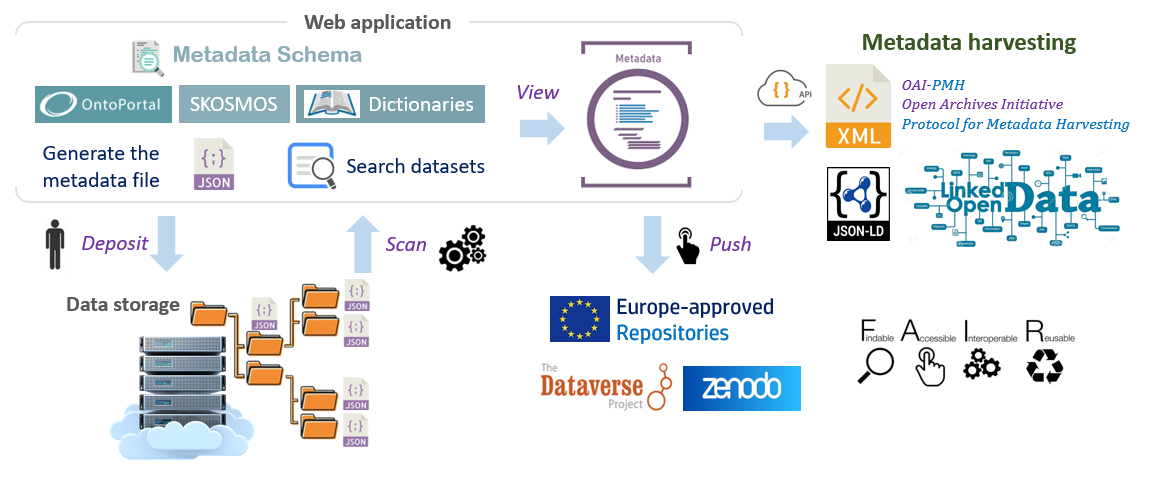 Web application
Metadata Schema
OntoPortal
SKOSMOS
Dictionaries
Generate the
metadata file
{;}
JSON
Search datasets
View
Metadata
{}
API
Metadata harvesting
</>
XML
OAI-PMH
Open Archives Initiative
Protocol for Metadata Harvesting
{ }
JSON-LD
Linked
Open
Data
Deposit
Scan
Push
Data storage
{;}
JSON
{;}
JSON
{;}
JSON
{;}
JSON
{;}
JSON
Europe-approved
Repositories
The
Dataverse
Project
zenodo
Findable
Accessible
Interoperable
Reusable